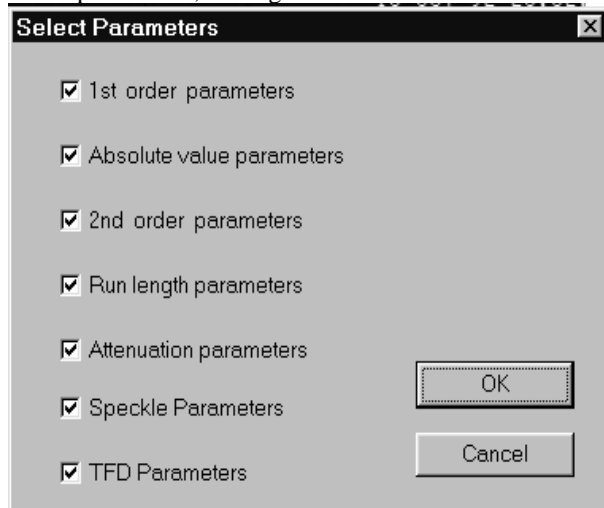 Select Parameters
1st order parameters
Absolute value parameters
2nd order parameters
Run length parameters
Attenuation parameters
Speckle Parameters
TFD Parameters
OK
Cancel